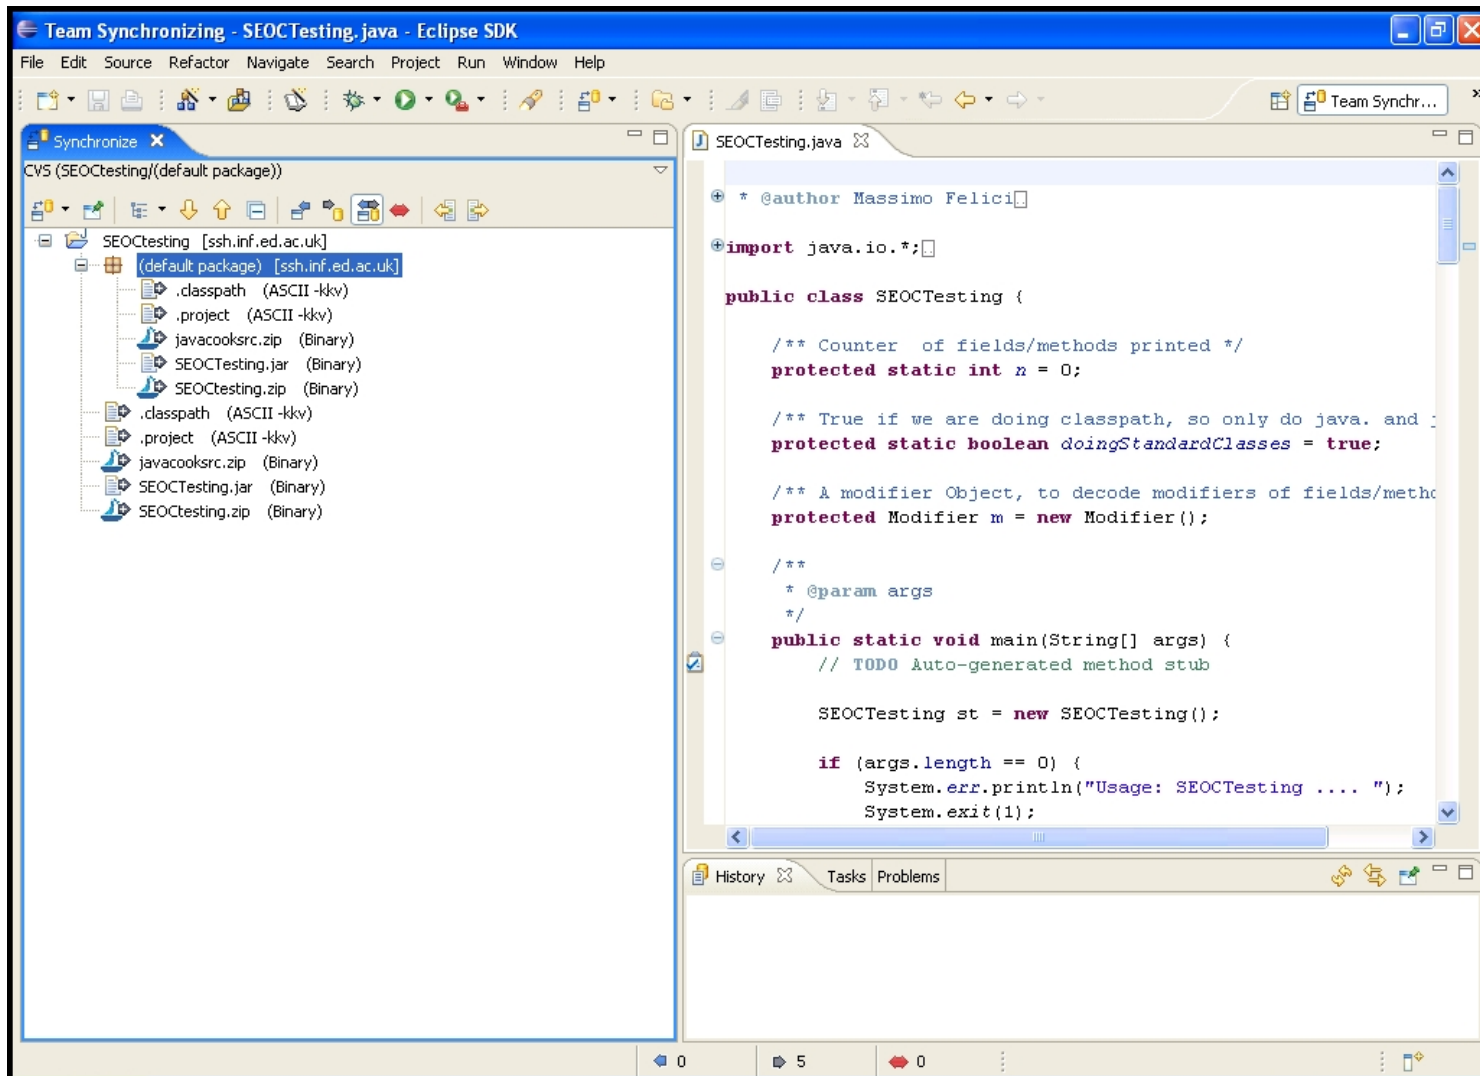 Team Synchronizing - SEOCTesting.java - Eclipse SDK
File Edit Source Refactor Navigate Search Project Run Window Help
Team Synchr...
Synchronize
CVS (SEOCtesting/(default package))
SEOCtesting [ssh.inf.ed.ac.uk]
(default package) [ssh.inf.ed.ac.uk]
.classpath (ASCII -kkv)
.project (ASCII -kkv)
javacooksrc.zip (Binary)
SEOCTesting.jar (Binary)
SEOCtesting.zip (Binary)
.classpath (ASCII -kkv)
.project (ASCII -kkv)
javacooksrc.zip (Binary)
SEOCTesting.jar (Binary)
SEOCtesting.zip (Binary)
SEOCTesting.java
* @author Massimo Felici
import java.io.*;
public class SEOCTesting {
/** Counter  of fields/methods printed */
protected static int n = 0;
/** True if we are doing classpath, so only do java. and
protected static boolean doingStandardClasses = true;
/** A modifier Object, to decode modifiers of fields/metho
protected Modifier m = new Modifier();
/**
* @param args
*/
public static void main(String[] args) {
// TODO Auto-generated method stub
SEOCTesting st = new SEOCTesting();
if (args.length == 0) {
System.err.println("Usage: SEOCTesting .... ");
System.exit(1);
History Tasks Problems
0 5 0